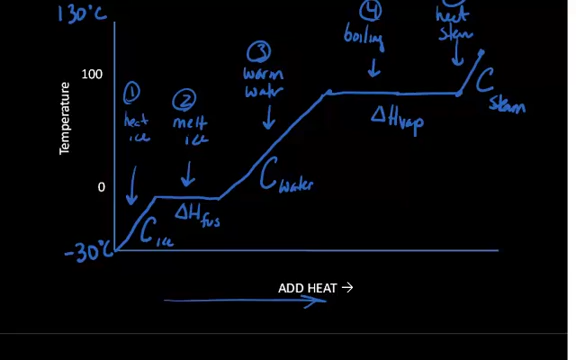 130°C
④
boiling
heat
steam
③
warm
water
100
①
heat
ice
②
melt
ice
C steam
ΔHvap
Temperature
C water
0
ΔHfus
C ice
-30°C
ADD HEAT →